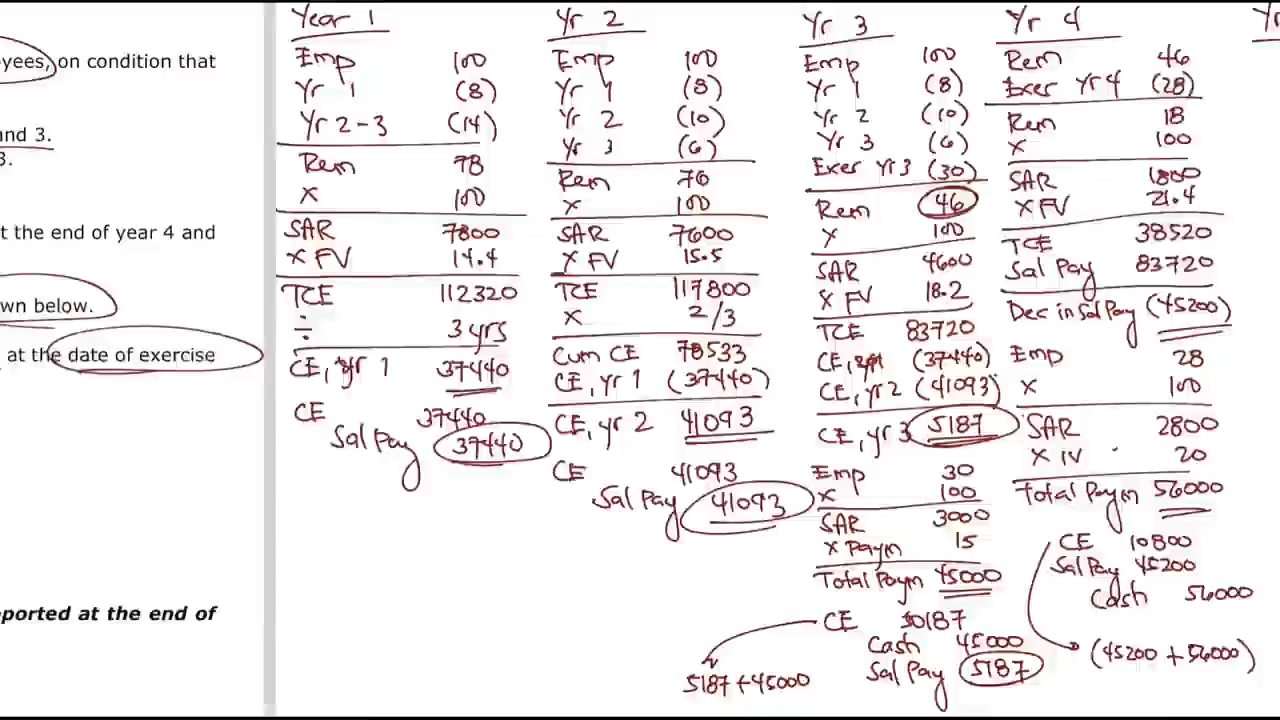 yees, on condition that
and 3.
3.
t the end of year 4 and
wn below.
at the date of exercise
ported at the end of
Year 1
Emp 100
Yr 1 (8)
Yr 2-3 (14)
Rem 78
X 100
SAR 7800
X FV 14.4
TCE 112320
÷ 3 yrs
CE, yr 1 37440
CE 37440
Sal Pay 37440
Yr 2
Emp 100
Yr 1 (8)
Yr 2 (10)
Yr 3 (6)
Rem 76
X 100
SAR 7600
X FV 15.5
TCE 117800
X 2/3
Cum CE 78533
CE, yr 1 (37440)
CE, yr 2 41093
CE 41093
Sal Pay 41093
Yr 3
Emp 100
Yr 1 (8)
Yr 2 (10)
Yr 3 (6)
Exer Yr 3 (30)
Rem 46
X 100
SAR 4600
X FV 18.2
TCE 83720
CE, yr1 (37440)
CE, yr 2 (41093)
CE, yr 3 5187
Emp 30
X 100
SAR 3000
X Paym 15
Total Paym 45000
CE 50187
Cash 45000
Sal Pay 5187
5187 + 45000
Yr 4
Rem 46
Exer Yr 4 (28)
Rem 18
X 100
SAR 1800
X FV 21.4
TCE 38520
Sal Pay 83720
Dec in Sal Pay (45200)
Emp 28
X 100
SAR 2800
X IV 20
Total Paym 56000
CE 10800
Sal Pay 45200
Cash 56000
(45200 + 56000)
Yr